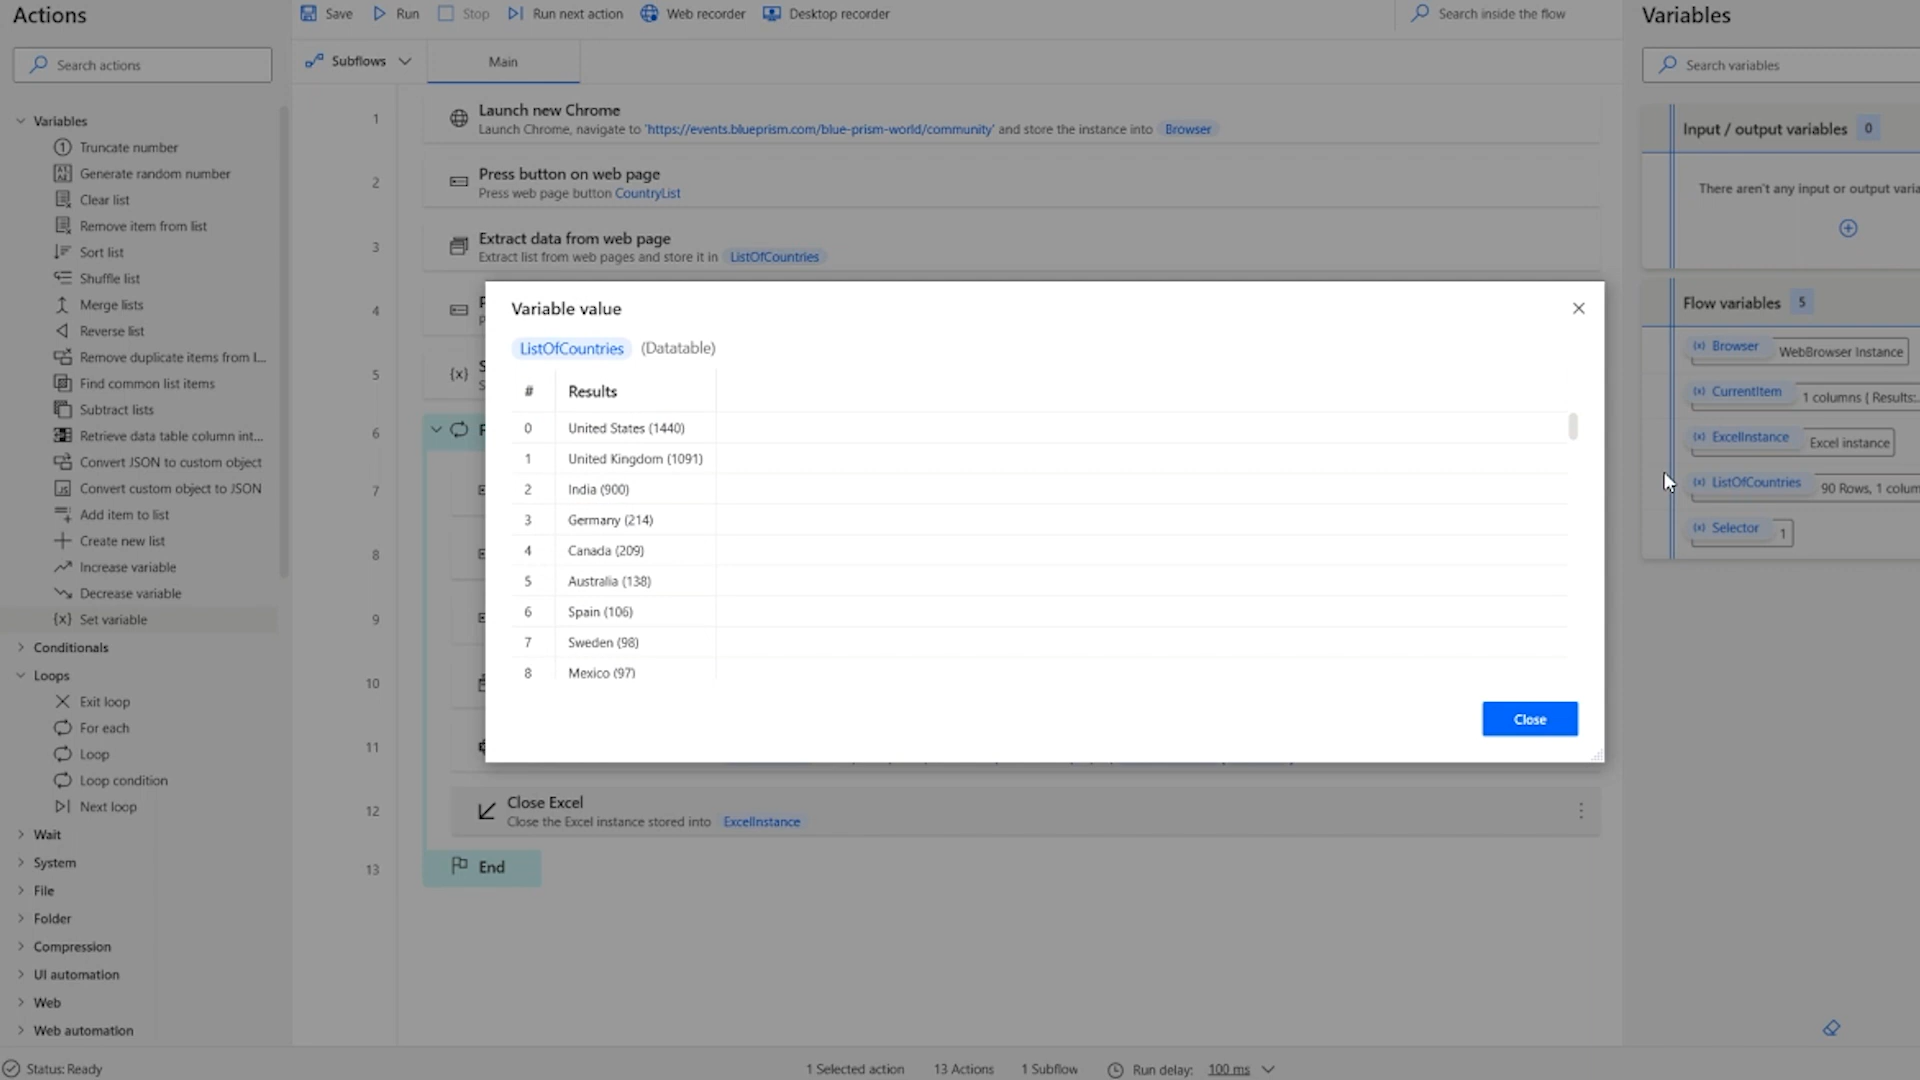 Actions
Search actions
Variables
Truncate number
Generate random number
Clear list
Remove item from list
Sort list
Shuffle list
Merge lists
Reverse list
Remove duplicate items from l...
Find common list items
Subtract lists
Retrieve data table column int...
Convert JSON to custom object
Convert custom object to JSON
Add item to list
Create new list
Increase variable
Decrease variable
{x} Set variable
Conditionals
Loops
Exit loop
For each
Loop
Loop condition
Next loop
Wait
System
File
Folder
Compression
UI automation
Web
Web automation
Status: Ready
Save Run Stop Run next action Web recorder Desktop recorder Search inside the flow
Subflows Main
1 Launch new Chrome
Launch Chrome, navigate to 'https://events.blueprism.com/blue-prism-world/community' and store the instance into Browser
2 Press button on web page
Press web page button CountryList
3 Extract data from web page
Extract list from web pages and store it in ListOfCountries
4
5 {x}
6
7
8
9
10
11
12 Close Excel
Close the Excel instance stored into ExcelInstance
13 End
Variable value
ListOfCountries (Datatable)
# Results
0 United States (1440)
1 United Kingdom (1091)
2 India (900)
3 Germany (214)
4 Canada (209)
5 Australia (138)
6 Spain (106)
7 Sweden (98)
8 Mexico (97)
Close
1 Selected action 13 Actions 1 Subflow Run delay: 100 ms
Variables
Search variables
Input / output variables 0
There aren't any input or output varia
Flow variables 5
(x) Browser WebBrowser Instance
(x) CurrentItem 1 columns { Results:...
(x) ExcelInstance Excel instance
(x) ListOfCountries 90 Rows, 1 colum
(x) Selector 1